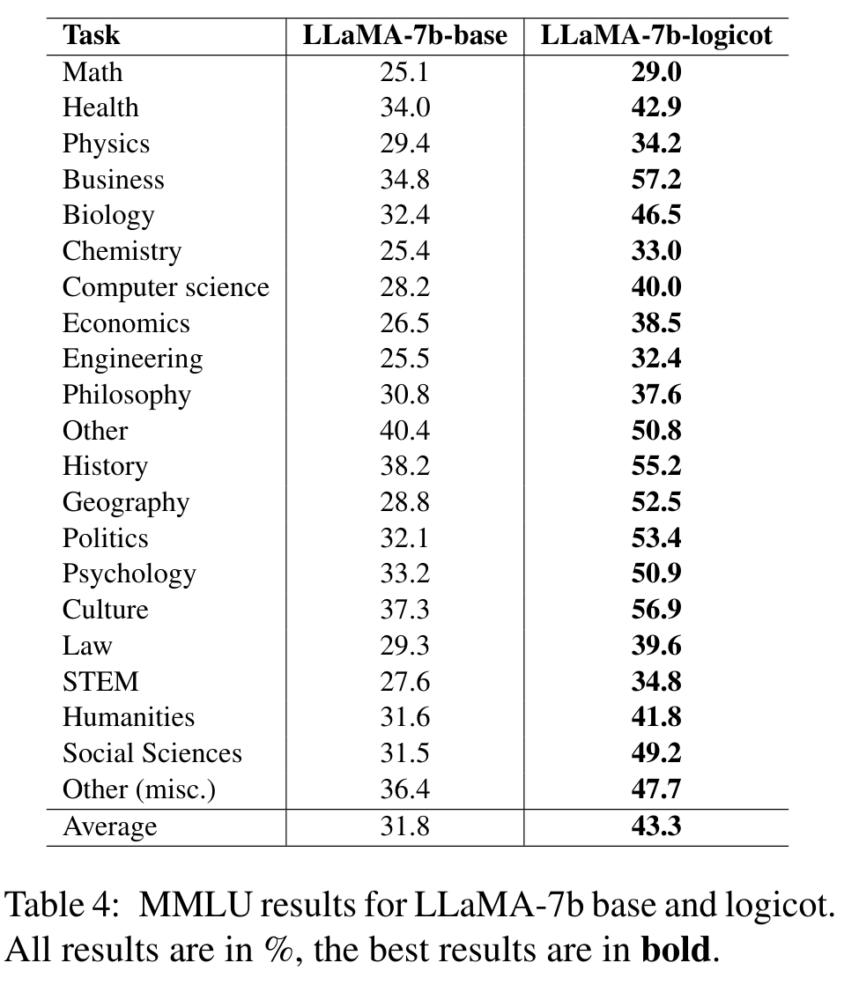 Task LLaMA-7b-base LLaMA-7b-logicot
Math 25.1 29.0
Health 34.0 42.9
Physics 29.4 34.2
Business 34.8 57.2
Biology 32.4 46.5
Chemistry 25.4 33.0
Computer science 28.2 40.0
Economics 26.5 38.5
Engineering 25.5 32.4
Philosophy 30.8 37.6
Other 40.4 50.8
History 38.2 55.2
Geography 28.8 52.5
Politics 32.1 53.4
Psychology 33.2 50.9
Culture 37.3 56.9
Law 29.3 39.6
STEM 27.6 34.8
Humanities 31.6 41.8
Social Sciences 31.5 49.2
Other (misc.) 36.4 47.7
Average 31.8 43.3
Table 4: MMLU results for LLaMA-7b base and logicot.
All results are in %, the best results are in bold.